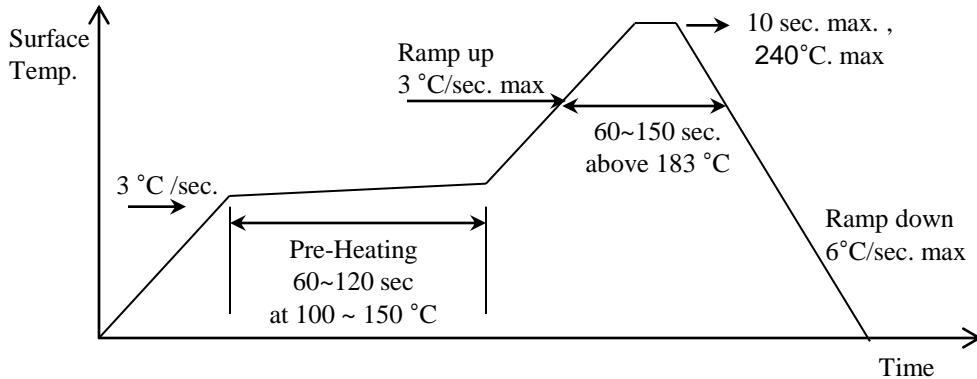 Surface
Temp.
10 sec. max. ,
240°C. max
Ramp up
3 °C/sec. max
60~150 sec.
above 183 °C
3 °C /sec.
Ramp down
6°C/sec. max
Pre-Heating
60~120 sec
at 100 ~ 150 °C
Time